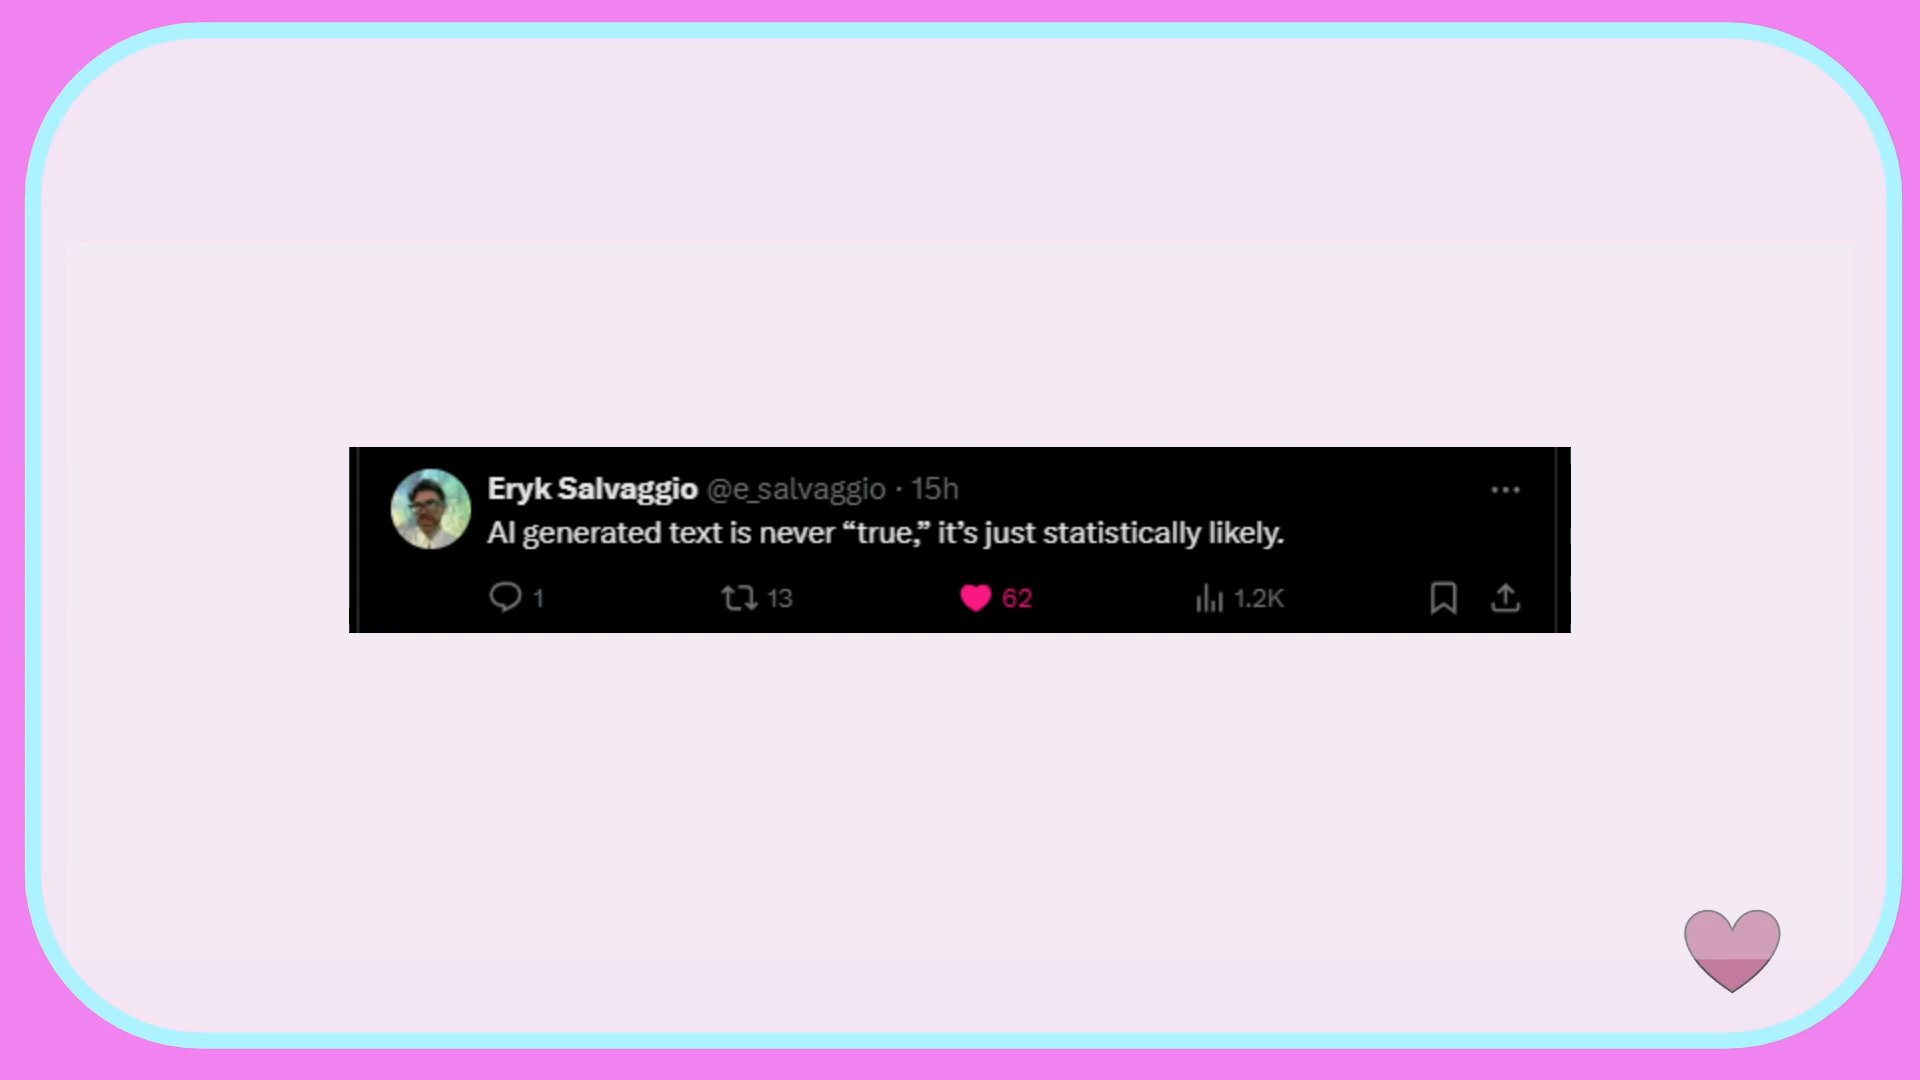 Eryk Salvaggio @e_salvaggio · 15h
AI generated text is never “true,” it’s just statistically likely.
1 13 62 1.2K